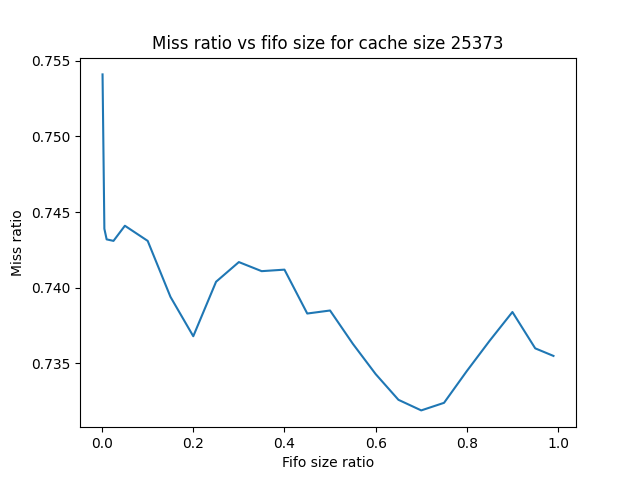 Miss ratio vs fifo size for cache size 25373
0.755
0.750
0.745
0.740
0.735
Miss ratio
0.0 0.2 0.4 0.6 0.8 1.0
Fifo size ratio